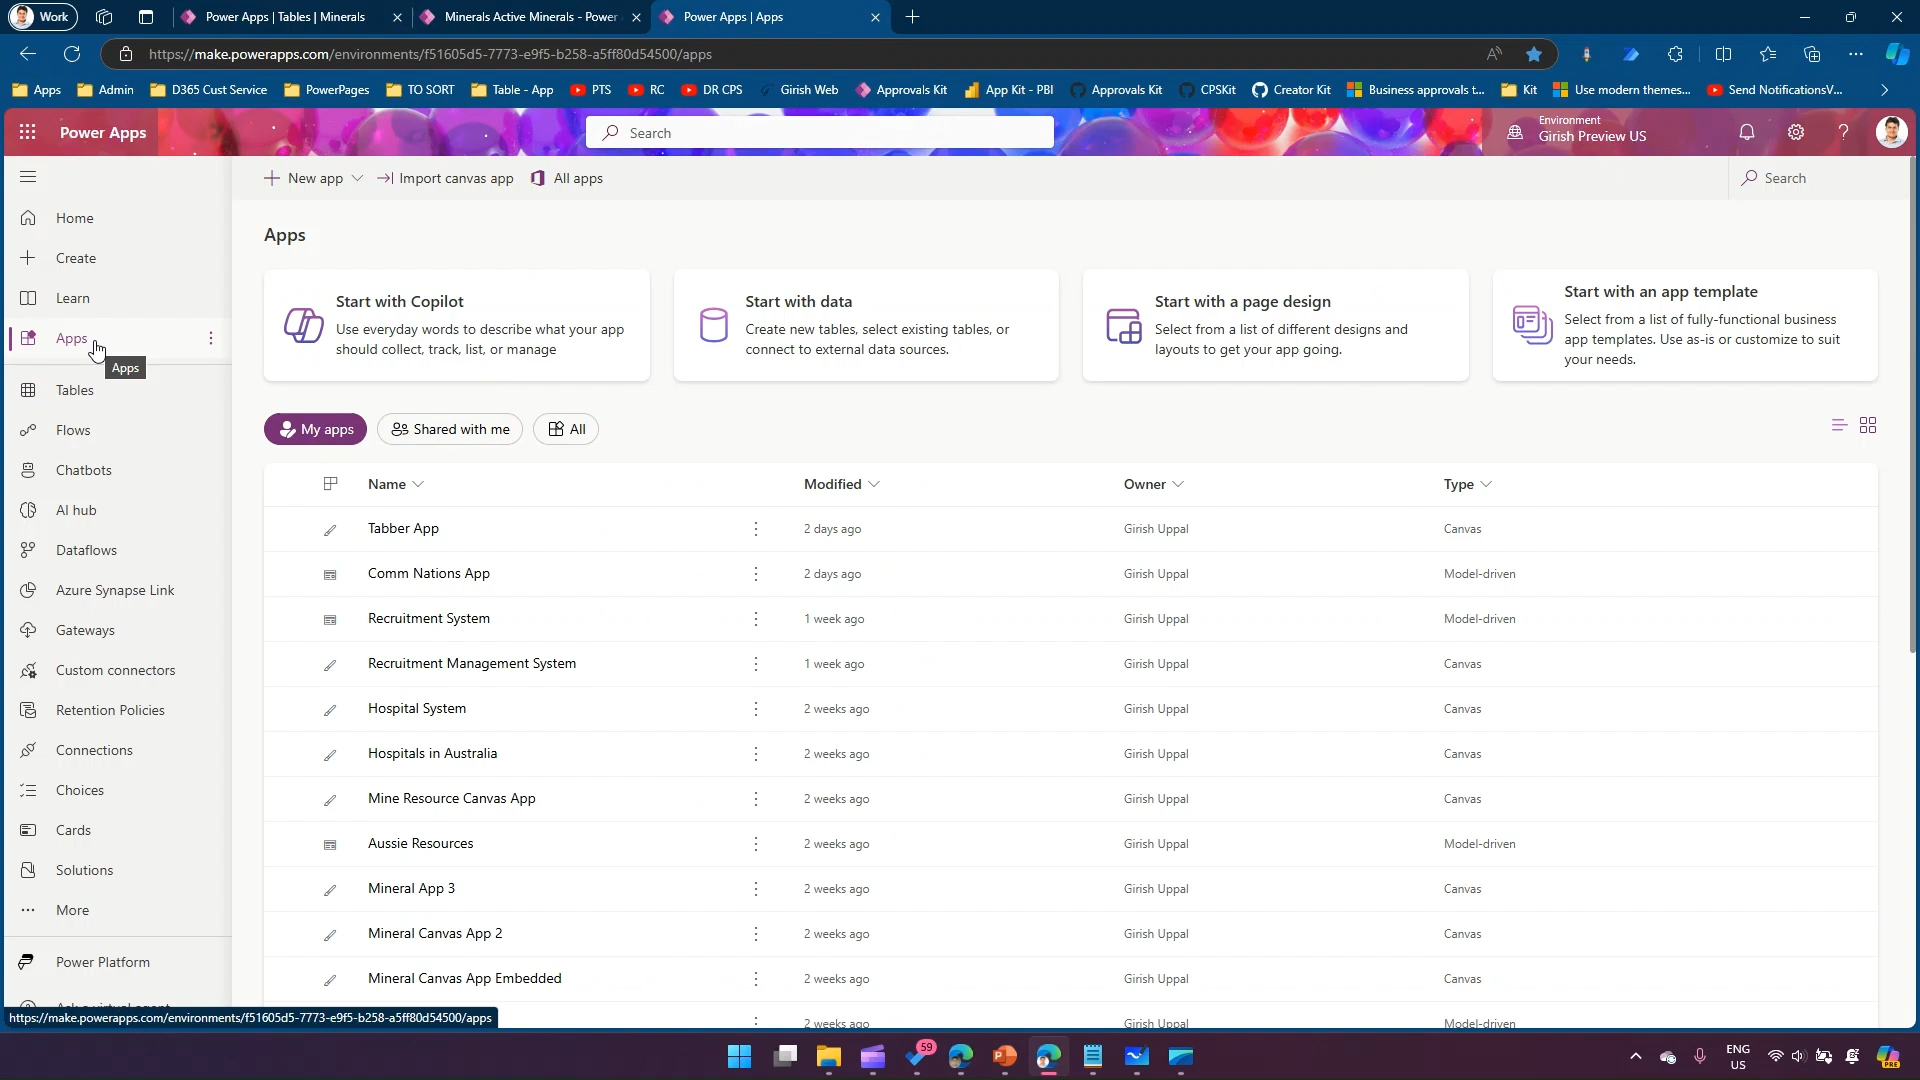 Work
Power Apps | Tables | Minerals
Minerals Active Minerals - Power
Power Apps | Apps
https://make.powerapps.com/environments/f51605d5-7773-e9f5-b258-a5ff80d54500/apps
Apps
Admin
D365 Cust Service
PowerPages
TO SORT
Table - App
PTS
RC
DR CPS
Girish Web
Approvals Kit
App Kit - PBI
Approvals Kit
CPSKit
Creator Kit
Business approvals t...
Kit
Use modern themes...
Send NotificationsV...
Power Apps
Search
Environment
Girish Preview US
New app
Import canvas app
All apps
Search
Home
Create
Learn
Apps
Apps
Tables
Flows
Chatbots
AI hub
Dataflows
Azure Synapse Link
Gateways
Custom connectors
Retention Policies
Connections
Choices
Cards
Solutions
More
Power Platform
Ask a virtual agent
https://make.powerapps.com/environments/f51605d5-7773-e9f5-b258-a5ff80d54500/apps
Apps
Start with Copilot
Use everyday words to describe what your app
should collect, track, list, or manage
Start with data
Create new tables, select existing tables, or
connect to external data sources.
Start with a page design
Select from a list of different designs and
layouts to get your app going.
Start with an app template
Select from a list of fully-functional business
app templates. Use as-is or customize to suit
your needs.
My apps
Shared with me
All
Name Modified Owner Type
Tabber App 2 days ago Girish Uppal Canvas
Comm Nations App 2 days ago Girish Uppal Model-driven
Recruitment System 1 week ago Girish Uppal Model-driven
Recruitment Management System 1 week ago Girish Uppal Canvas
Hospital System 2 weeks ago Girish Uppal Canvas
Hospitals in Australia 2 weeks ago Girish Uppal Canvas
Mine Resource Canvas App 2 weeks ago Girish Uppal Canvas
Aussie Resources 2 weeks ago Girish Uppal Model-driven
Mineral App 3 2 weeks ago Girish Uppal Canvas
Mineral Canvas App 2 2 weeks ago Girish Uppal Canvas
Mineral Canvas App Embedded 2 weeks ago Girish Uppal Canvas
2 weeks ago Girish Uppal Model-driven
59
ENG
US
PRE